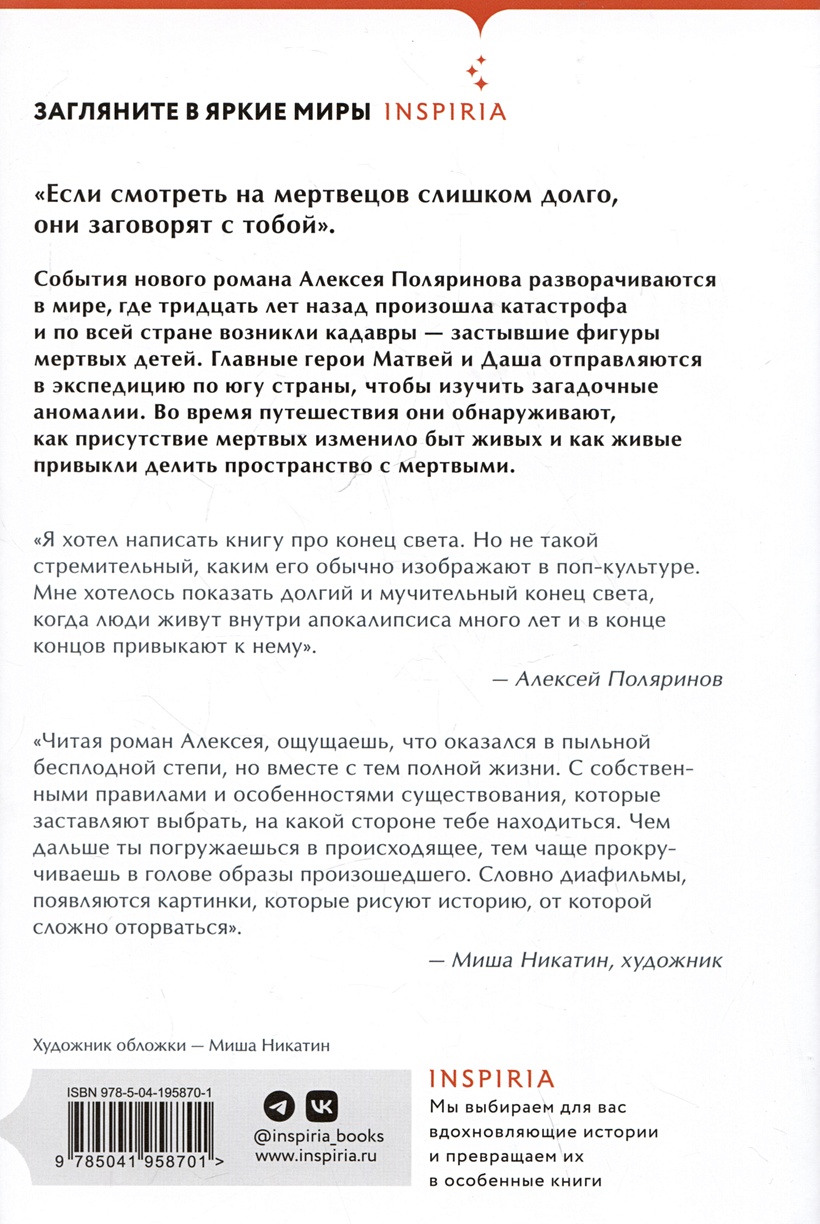 ЗАГЛЯНИТЕ В ЯРКИЕ МИРЫ INSPIRIA
«Если смотреть на мертвецов слишком долго,
они заговорят с тобой».
События нового романа Алексея Поляринова разворачиваются
в мире, где тридцать лет назад произошла катастрофа
и по всей стране возникли кадавры — застывшие фигуры
мертвых детей. Главные герои Матвей и Даша отправляются
в экспедицию по югу страны, чтобы изучить загадочные
аномалии. Во время путешествия они обнаруживают,
как присутствие мертвых изменило быт живых и как живые
привыкли делить пространство с мертвыми.
«Я хотел написать книгу про конец света. Но не такой
стремительный, каким его обычно изображают в поп-культуре.
Мне хотелось показать долгий и мучительный конец света,
когда люди живут внутри апокалипсиса много лет и в конце
концов привыкают к нему».
— Алексей Поляринов
«Читая роман Алексея, ощущаешь, что оказался в пыльной
бесплодной степи, но вместе с тем полной жизни. С собствен-
ными правилами и особенностями существования, которые
заставляют выбрать, на какой стороне тебе находиться. Чем
дальше ты погружаешься в происходящее, тем чаще прокру-
чиваешь в голове образы произошедшего. Словно диафильмы,
появляются картинки, которые рисуют историю, от которой
сложно оторваться».
— Миша Никатин, художник
Художник обложки — Миша Никатин
ISBN 978-5-04-195870-1
9 785041 958701 >
@inspiria_books
www.inspiria.ru
INSPIRIA
Мы выбираем для вас
вдохновляющие истории
и превращаем их
в особенные книги